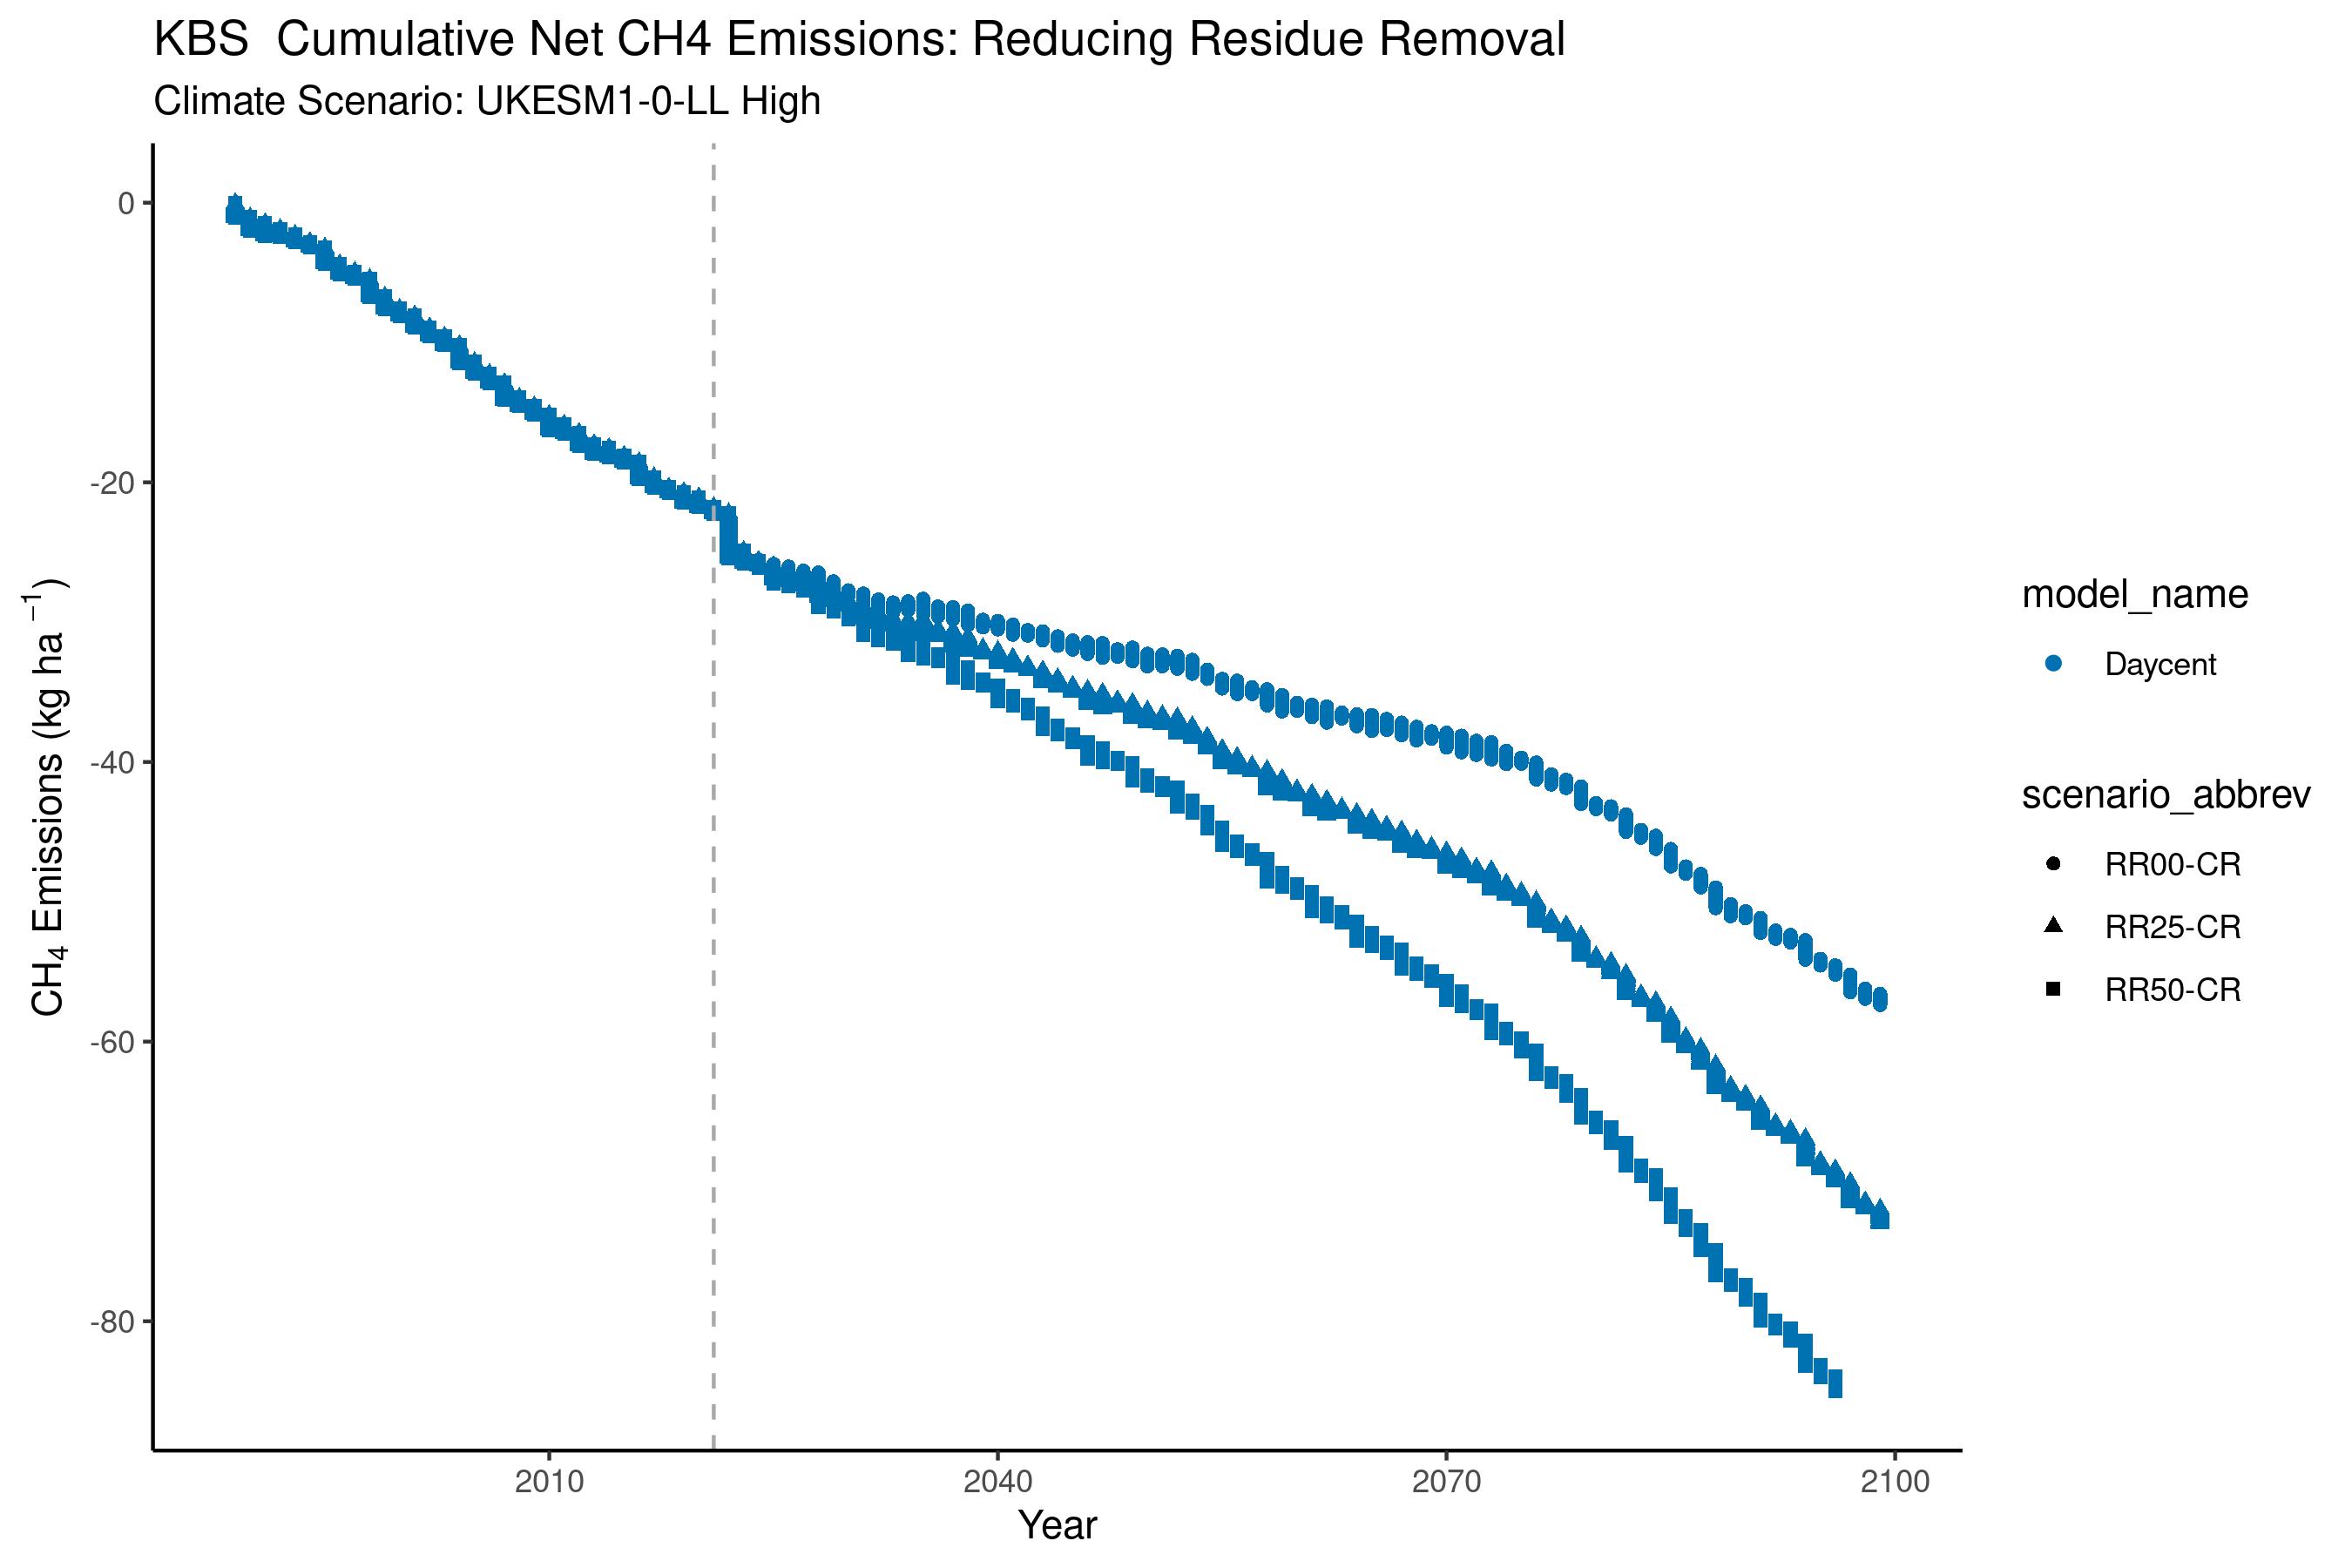 KBS  Cumulative Net CH4 Emissions: Reducing Residue Removal
Climate Scenario: UKESM1-0-LL High
CH₄ Emissions (kg ha ⁻¹)
0
-20
-40
-60
-80
2010
2040
2070
2100
Year
model_name
Daycent
scenario_abbrev
RR00-CR
RR25-CR
RR50-CR